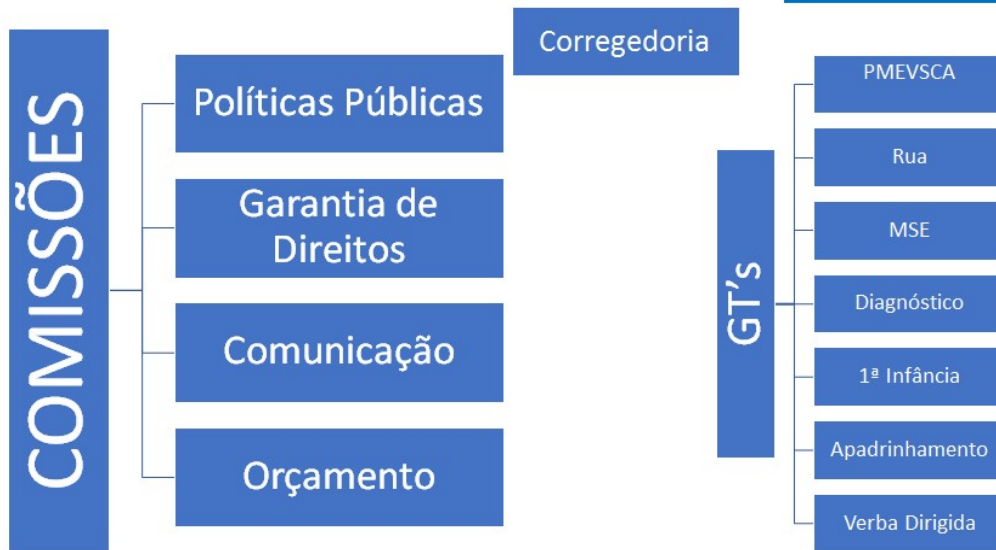 COMISSÕES
Políticas Públicas
Garantia de
Direitos
Comunicação
Orçamento
Corregedoria
GT's
PMEVSCA
Rua
MSE
Diagnóstico
1ª Infância
Apadrinhamento
Verba Dirigida